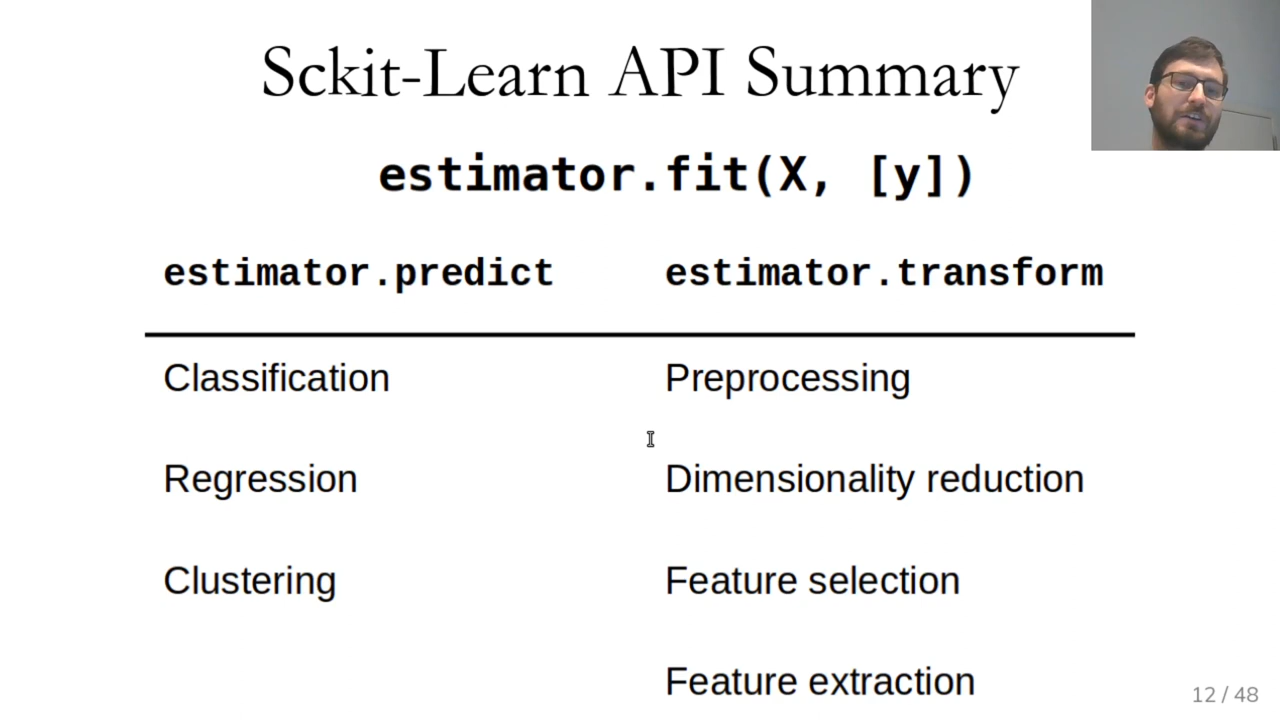 Sckit-Learn API Summary
estimator.fit(X, [y])
estimator.predict estimator.transform
Classification Preprocessing
Regression Dimensionality reduction
Clustering Feature selection
Feature extraction
12 / 48